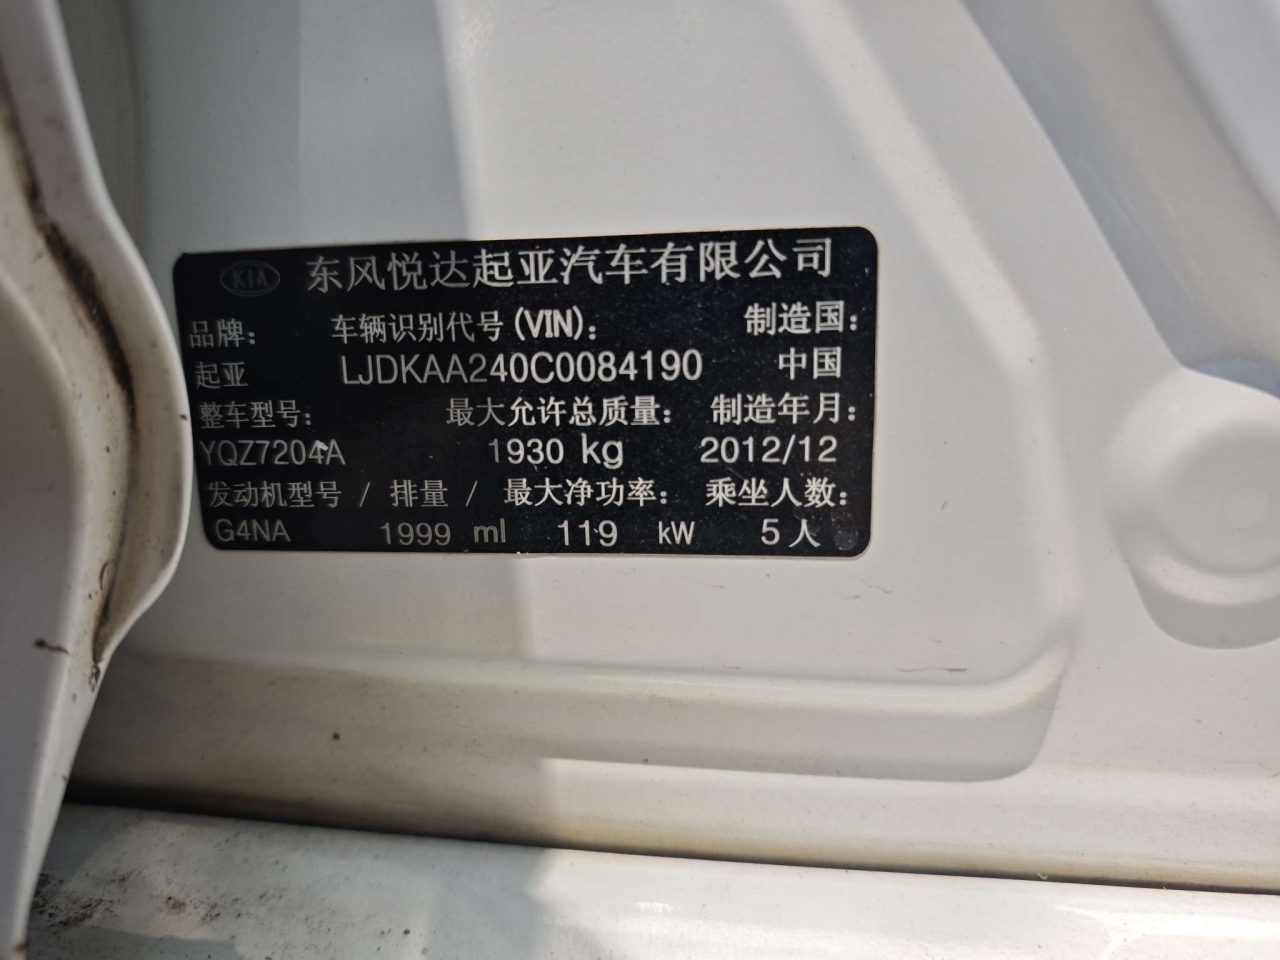 KIA 东风悦达起亚汽车有限公司
品牌: 车辆识别代号(VIN): 制造国:
起亚 LJDKAA240C0084190 中国
整车型号: 最大允许总质量: 制造年月:
YQZ7204A 1930 kg 2012/12
发动机型号 / 排量 / 最大净功率: 乘坐人数:
G4NA 1999 ml 119 kW 5人